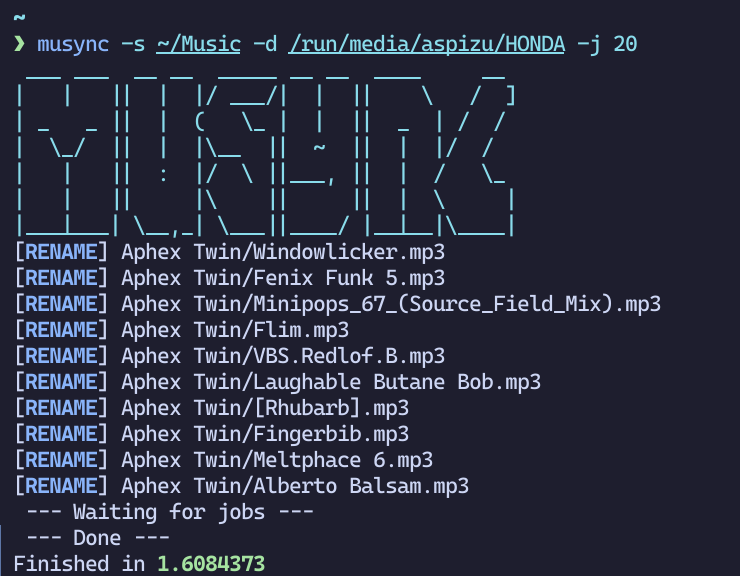 ~
❯ musync -s ~/Music -d /run/media/aspizu/HONDA -j 20
MUSYNC
[RENAME] Aphex Twin/Windowlicker.mp3
[RENAME] Aphex Twin/Fenix Funk 5.mp3
[RENAME] Aphex Twin/Minipops_67_(Source_Field_Mix).mp3
[RENAME] Aphex Twin/Flim.mp3
[RENAME] Aphex Twin/VBS.Redlof.B.mp3
[RENAME] Aphex Twin/Laughable Butane Bob.mp3
[RENAME] Aphex Twin/[Rhubarb].mp3
[RENAME] Aphex Twin/Fingerbib.mp3
[RENAME] Aphex Twin/Meltphace 6.mp3
[RENAME] Aphex Twin/Alberto Balsam.mp3
--- Waiting for jobs ---
--- Done ---
Finished in 1.6084373